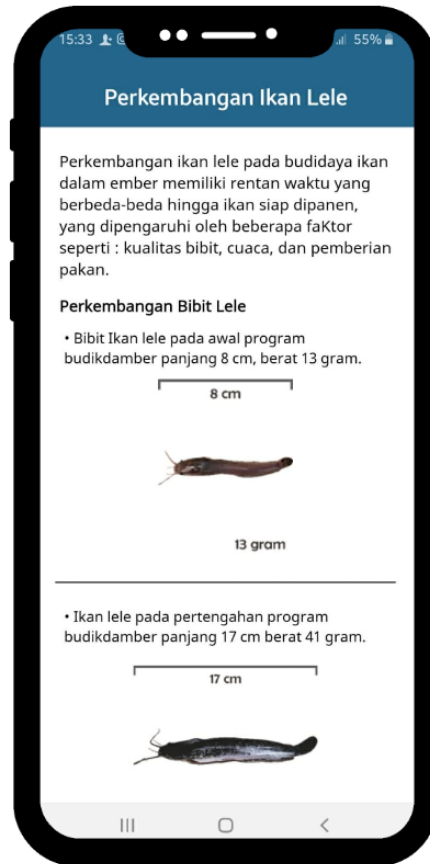 15:33
55%
Perkembangan Ikan Lele
Perkembangan ikan lele pada budidaya ikan
dalam ember memiliki rentan waktu yang
berbeda-beda hingga ikan siap dipanen,
yang dipengaruhi oleh beberapa faKtor
seperti : kualitas bibit, cuaca, dan pemberian
pakan.
Perkembangan Bibit Lele
• Bibit Ikan lele pada awal program
budikdamber panjang 8 cm, berat 13 gram.
8 cm
13 gram
• Ikan lele pada pertengahan program
budikdamber panjang 17 cm berat 41 gram.
17 cm